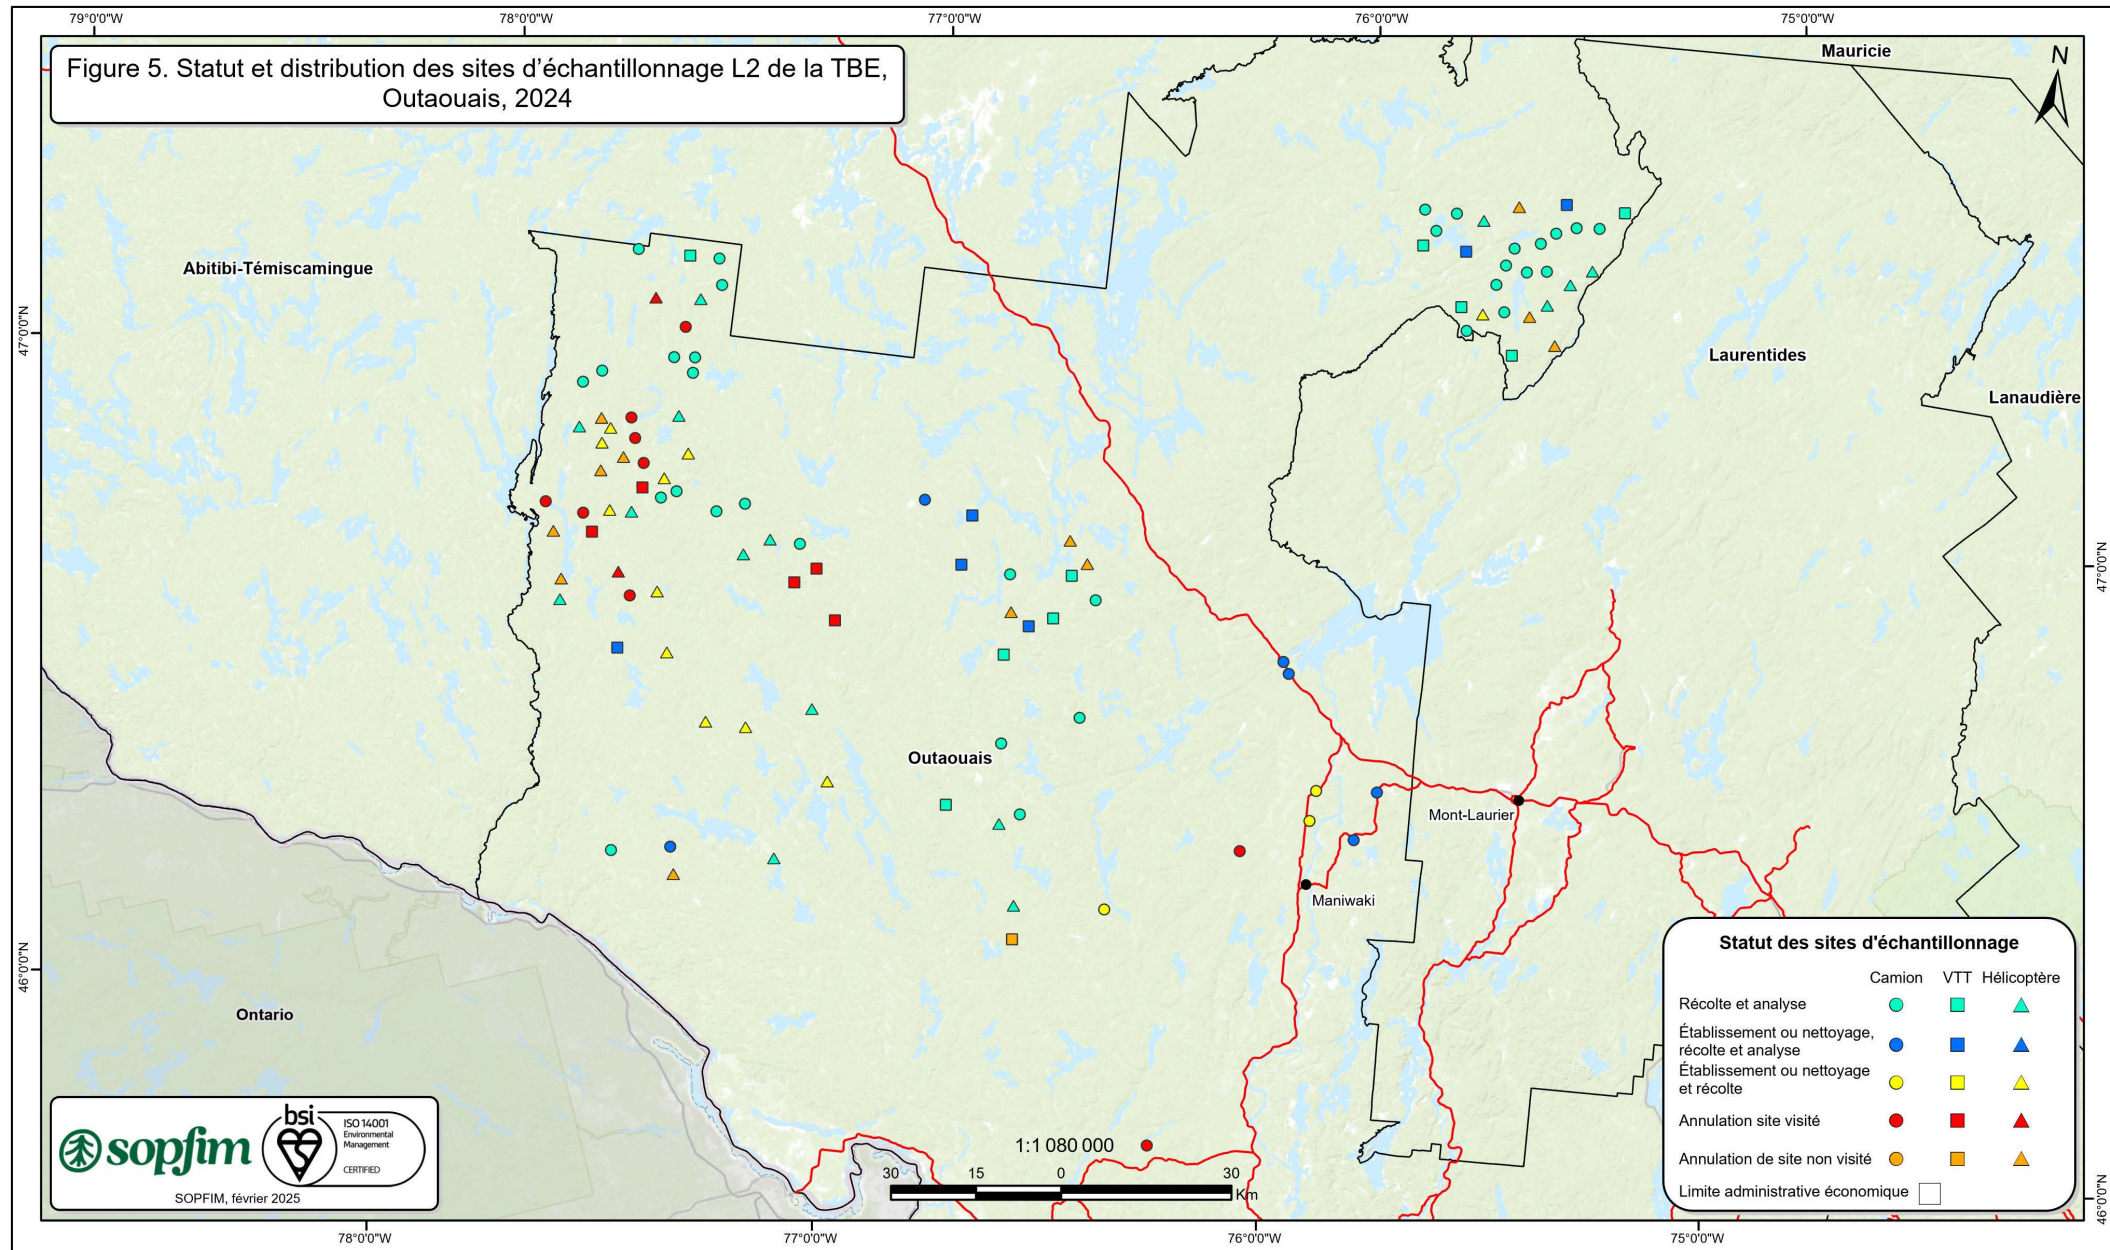 79°0'0"W
78°0'0"W
77°0'0"W
76°0'0"W
75°0'0"W
Figure 5. Statut et distribution des sites d'échantillonnage L2 de la TBE,
Outaouais, 2024
Mauricie
N
Abitibi-Témiscamingue
47°0'0"N
Laurentides
Lanaudière
47°0'0"N
Outaouais
Mont-Laurier
Maniwaki
46°0'0"N
Ontario
Statut des sites d'échantillonnage
Camion VTT Hélicoptère
Récolte et analyse
Établissement ou nettoyage,
récolte et analyse
Établissement ou nettoyage
et récolte
Annulation site visité
Annulation de site non visité
Limite administrative économique
sopfim
bsi
ISO 14001
Environmental
Management
CERTIFIED
SOPFIM, février 2025
1:1 080 000
30 15 0 30
Km
46°0'0"N
78°0'0"W
77°0'0"W
76°0'0"W
75°0'0"W